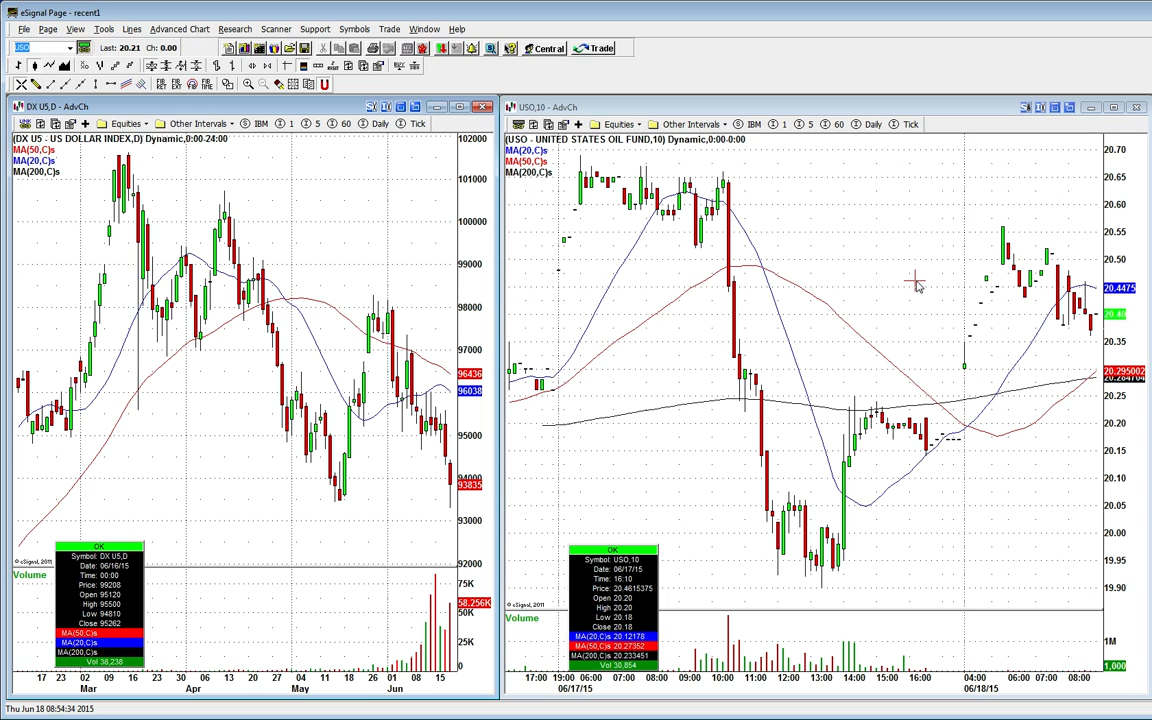 eSignal Page - recent1
File Page View Tools Lines Advanced Chart Research Scanner Support Symbols Trade Edit Window Help
USO Last: 20.21 Ch: 0.00 Central Trade
DX U5,D - AdvCh
LINK Equities Other Intervals IBM 1 5 60 Daily Tick
(DX U5 - US DOLLAR INDEX,D) Dynamic,0:00-24:00
MA(50,C)s
MA(20,C)s
MA(200,C)s
102000
101000
100000
99000
98000
97000
96436
96038
95000
94000
93835
93000
92000
OK
Symbol: DX U5,D
Date: 06/16/15
Time: 00:00
Price: 99208
Open 95120
High 95500
Low 94810
Close 95262
MA(50,C)s
MA(20,C)s
MA(200,C)s
Vol 38,238
© eSignal, 2011
Volume
75K
58.256K
50K
25K
0
17 23 02 09 16 23 02 09 16 23 04 11 18 26 01 08 15
Mar Apr May Jun
USO,10 - AdvCh
Equities Other Intervals IBM 1 5 60 Daily Tick
(USO - UNITED STATES OIL FUND,10) Dynamic,0:00-0:00
MA(20,C)s
MA(50,C)s
MA(200,C)s
20.70
20.65
20.60
20.55
20.50
20.4475
20.40
20.35
20.295002
20.25
20.20
20.15
20.10
20.05
20.00
19.95
19.90
OK
Symbol: USO,10
Date: 06/17/15
Time: 16:10
Price: 20.4615375
Open 20.20
High 20.20
Low 20.18
Close 20.18
MA(20,C)s 20.12178
MA(50,C)s 20.27352
MA(200,C)s 20.233451
Vol 30,854
© eSignal, 2011
Volume
1M
1,000
17:00 19:00 06:00 07:00 08:00 09:00 10:00 11:00 12:00 13:00 14:00 15:00 16:00 04:00 06:00 07:00 08:00
06/17/15 06/18/15
Thu Jun 18 08:54:34 2015